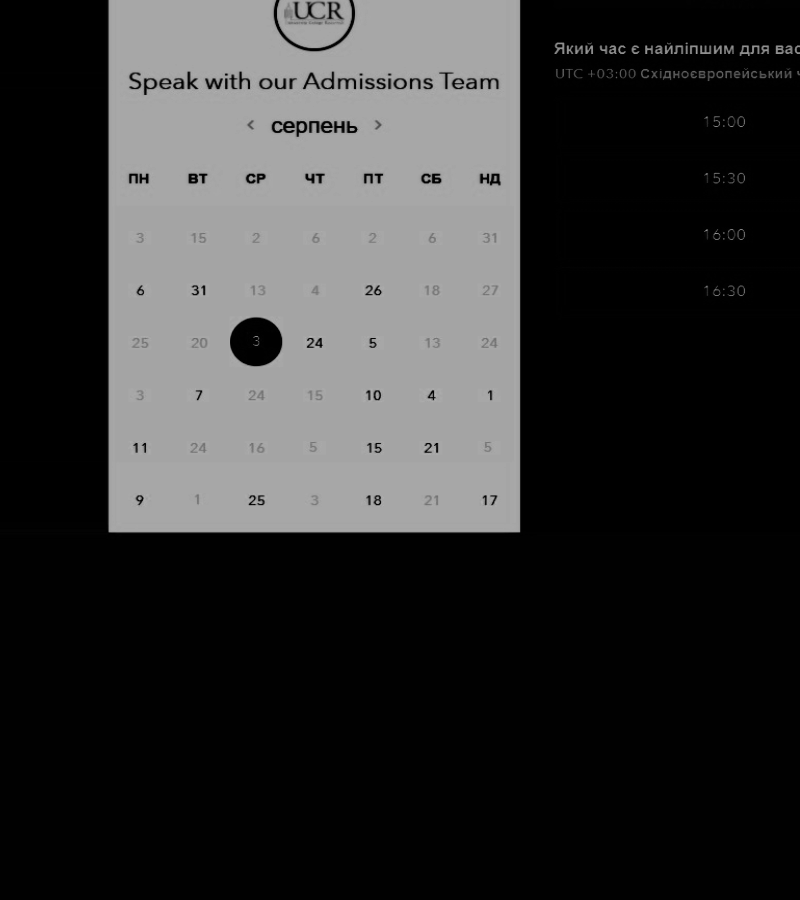 UCR
Speak with our Admissions Team
< серпень >
ПН ВТ СР ЧТ ПТ СБ НД
3 15 2 6 2 6 31
6 31 13 4 26 18 27
25 20 3 24 5 13 24
3 7 24 15 10 4 1
11 24 16 5 15 21 5
9 1 25 3 18 21 17
Який час є найліпшим для вас
UTC +03:00 Східноєвропейський ч
15:00
15:30
16:00
16:30